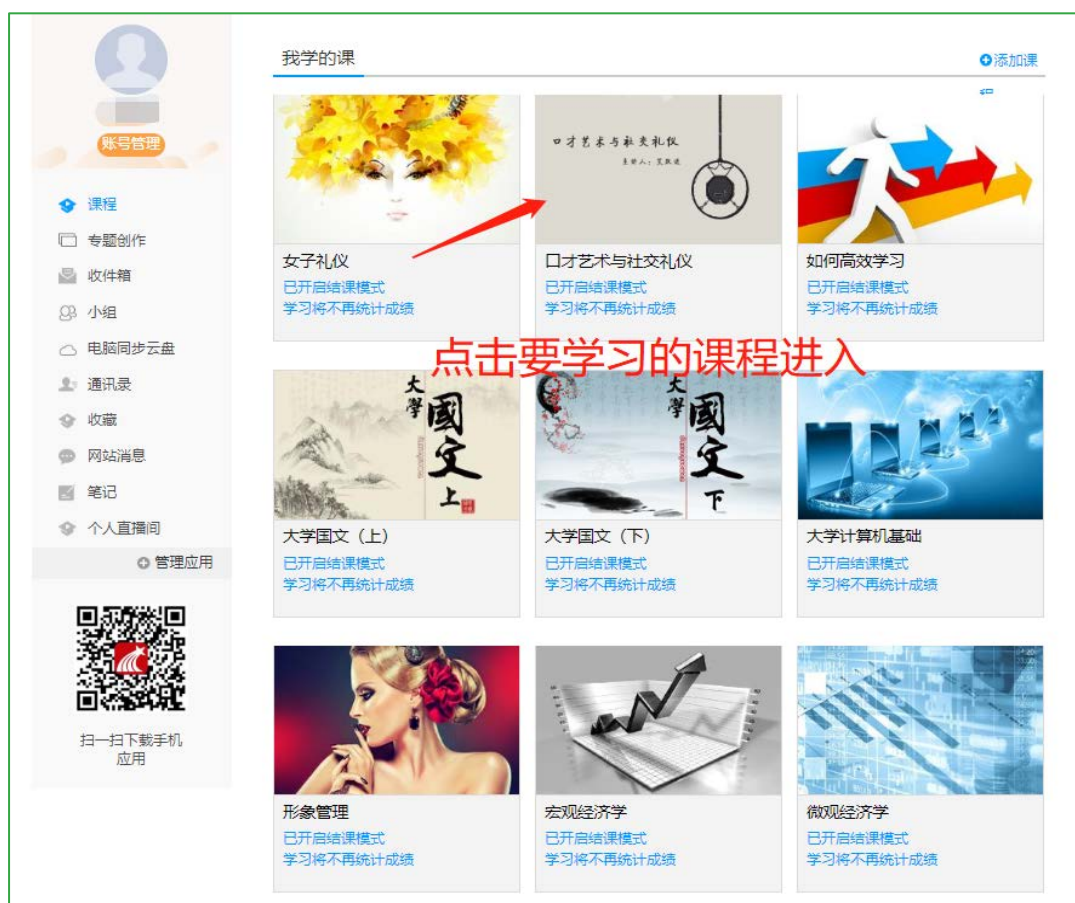 账号管理
课程
专题创作
收件箱
小组
电脑同步云盘
通讯录
收藏
网站消息
笔记
个人直播间
管理应用
扫一扫下载手机
应用
我学的课
添加课
程
口才艺术与社交礼仪
女子礼仪
已开启结课模式
学习将不再统计成绩
口才艺术与社交礼仪
已开启结课模式
学习将不再统计成绩
如何高效学习
已开启结课模式
学习将不再统计成绩
点击要学习的课程进入
大學
國文
上
大学国文（上）
已开启结课模式
学习将不再统计成绩
大學
國文
下
大学国文（下）
已开启结课模式
学习将不再统计成绩
大学计算机基础
已开启结课模式
学习将不再统计成绩
形象管理
已开启结课模式
学习将不再统计成绩
宏观经济学
已开启结课模式
学习将不再统计成绩
微观经济学
已开启结课模式
学习将不再统计成绩